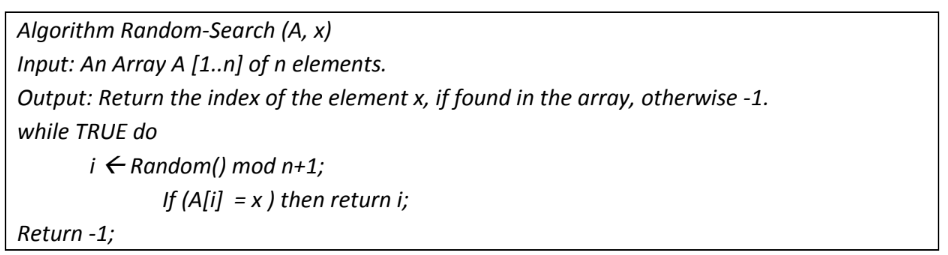 Algorithm Random-Search (A, x)
Input: An Array A [1..n] of n elements.
Output: Return the index of the element x, if found in the array, otherwise -1.
while TRUE do
i ← Random() mod n+1;
If (A[i] = x ) then return i;
Return -1;